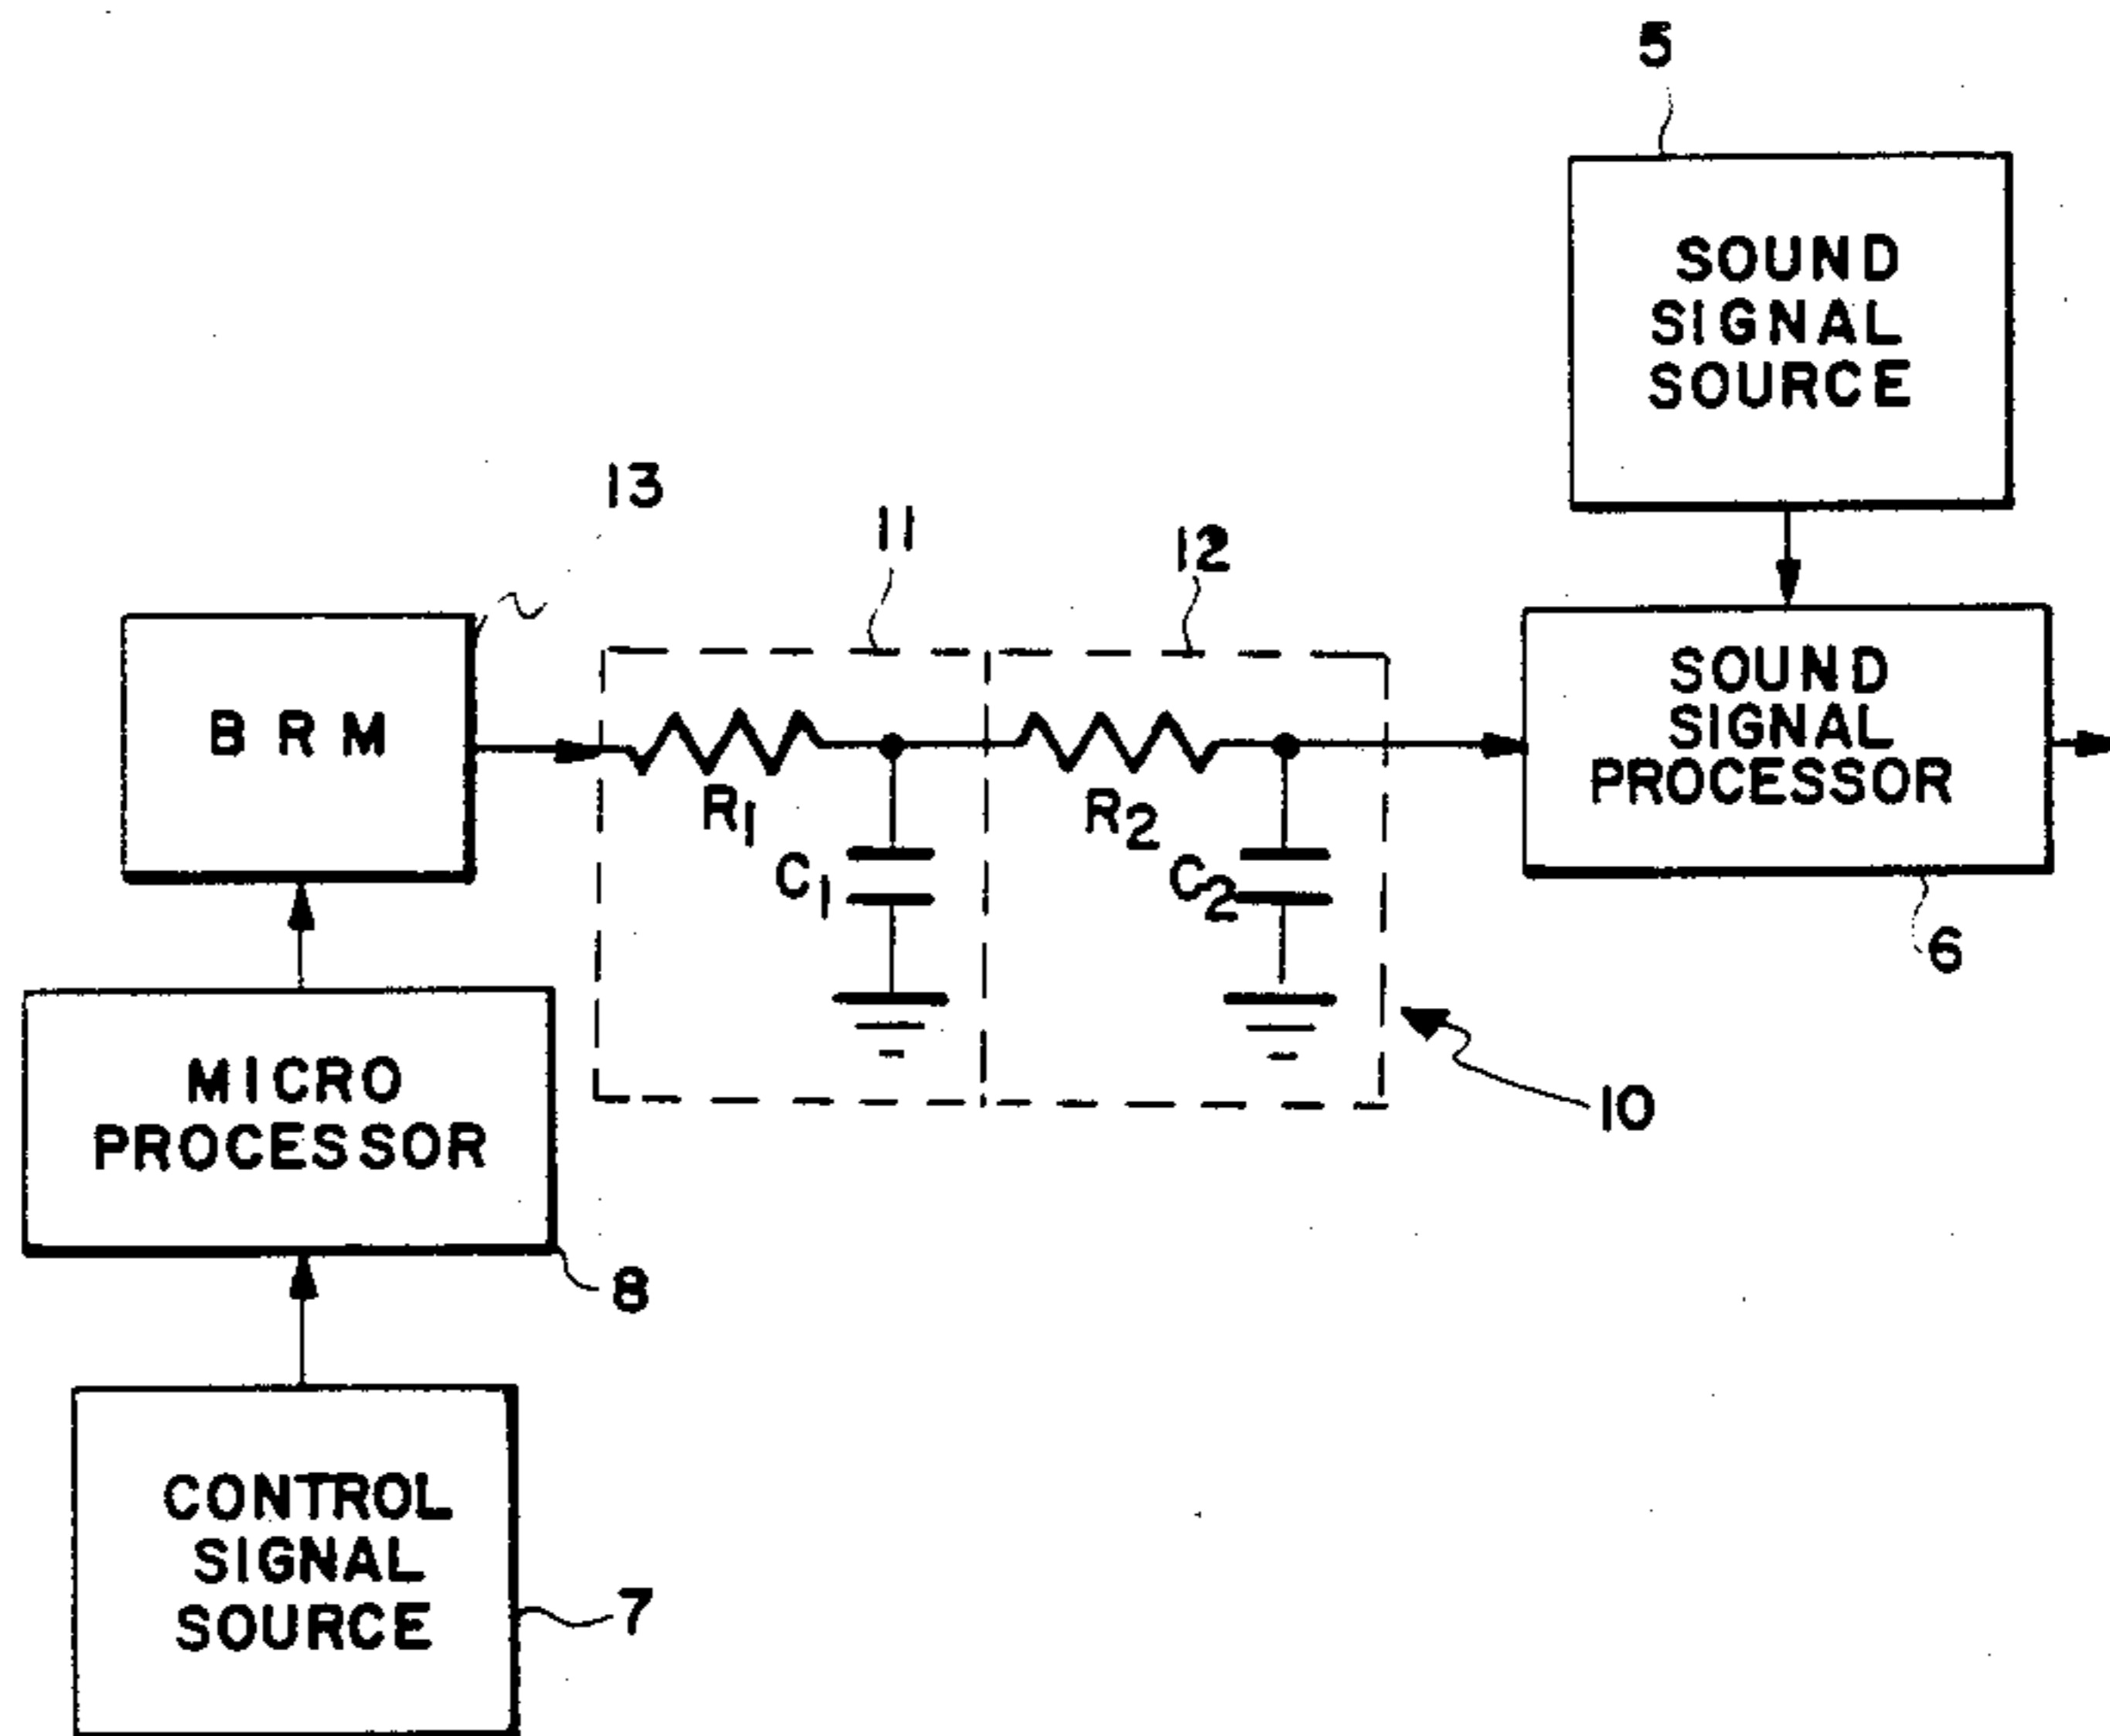 5
SOUND
SIGNAL
SOURCE
13
11
12
B R M
SOUND
SIGNAL
PROCESSOR
R1
C1
R2
C2
6
10
MICRO
PROCESSOR
8
CONTROL
SIGNAL
SOURCE
7